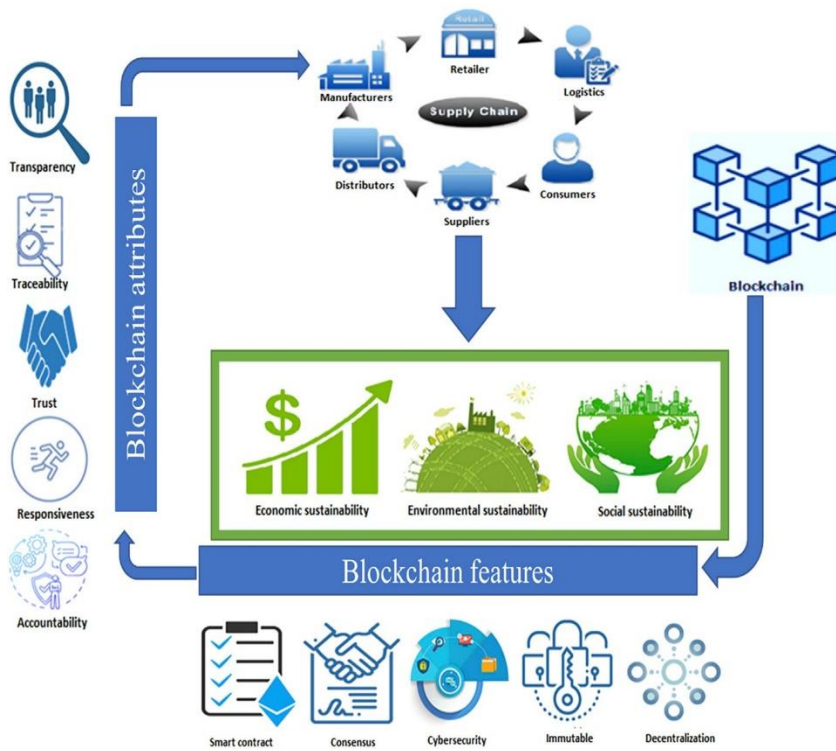 Retail
Retailer
Manufacturers
Logistics
Supply Chain
Distributors
Consumers
Suppliers
Transparency
Traceability
Trust
Responsiveness
Accountability
Blockchain attributes
Blockchain
$
Economic sustainability
Environmental sustainability
Social sustainability
Blockchain features
Smart contract
Consensus
Cybersecurity
Immutable
Decentralization